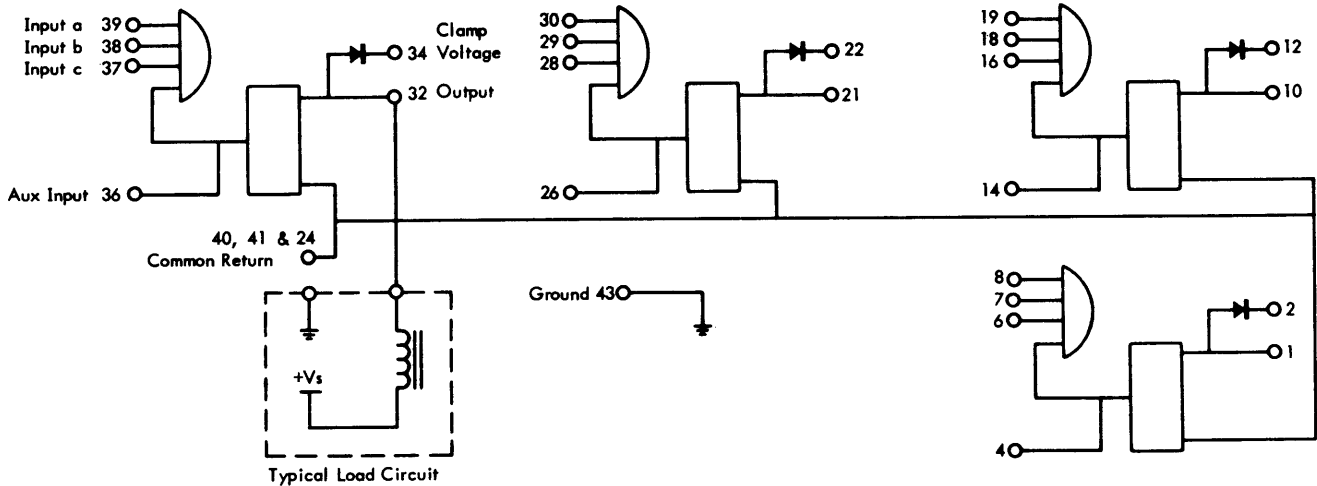 Input a 39
Input b 38
Input c 37
34 Clamp Voltage
32 Output
Aux Input 36
40, 41 & 24
Common Return
+Vs
Typical Load Circuit
30
29
28
22
21
26
Ground 43
19
18
16
12
10
14
8
7
6
2
1
4